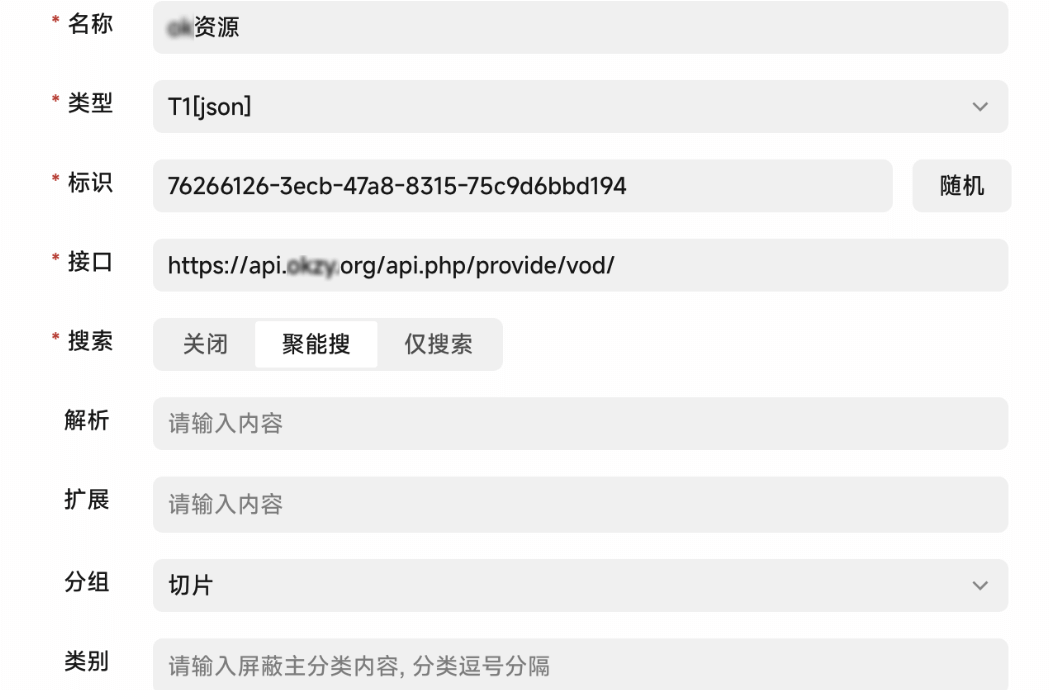 * 名称
资源
* 类型
T1[json]
* 标识
76266126-3ecb-47a8-8315-75c9d6bbd194
随机
* 接口
https://api. org/api.php/provide/vod/
* 搜索
关闭
聚能搜
仅搜索
解析
请输入内容
扩展
请输入内容
分组
切片
类别
请输入屏蔽主分类内容, 分类逗号分隔